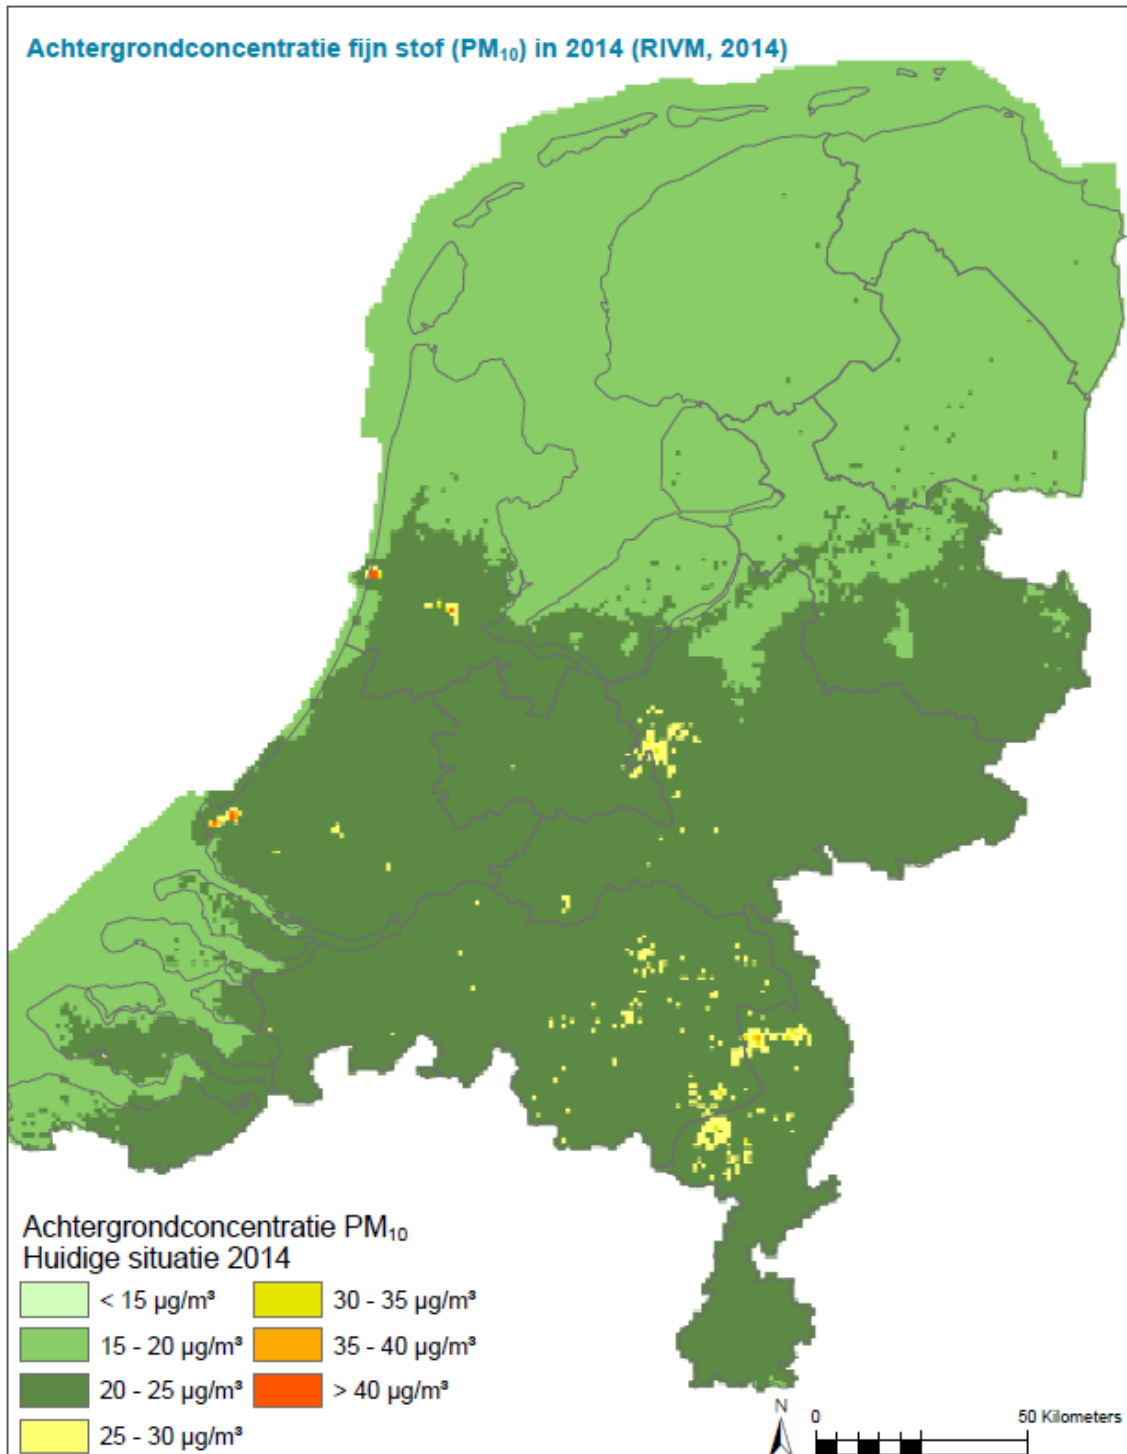 Achtergrondconcentratie fijn stof (PM₁₀) in 2014 (RIVM, 2014)
Achtergrondconcentratie PM₁₀
Huidige situatie 2014
< 15 µg/m³
15 - 20 µg/m³
20 - 25 µg/m³
25 - 30 µg/m³
30 - 35 µg/m³
35 - 40 µg/m³
> 40 µg/m³
N
0 50 Kilometers